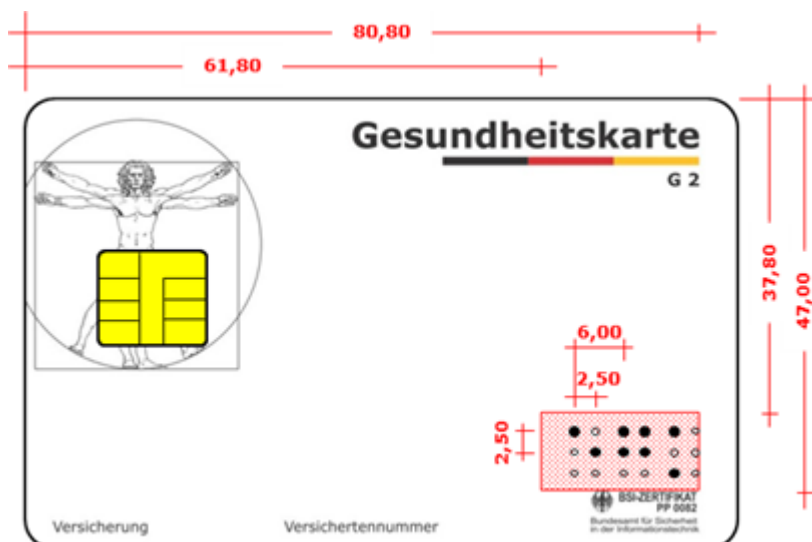 80,80
61,80
Gesundheitskarte
G 2
37,80
47,00
6,00
2,50
2,50
BSI-ZERTIFIKAT
PP 0082
Bundesamt für Sicherheit
in der Informationstechnik
Versicherung
Versichertennummer